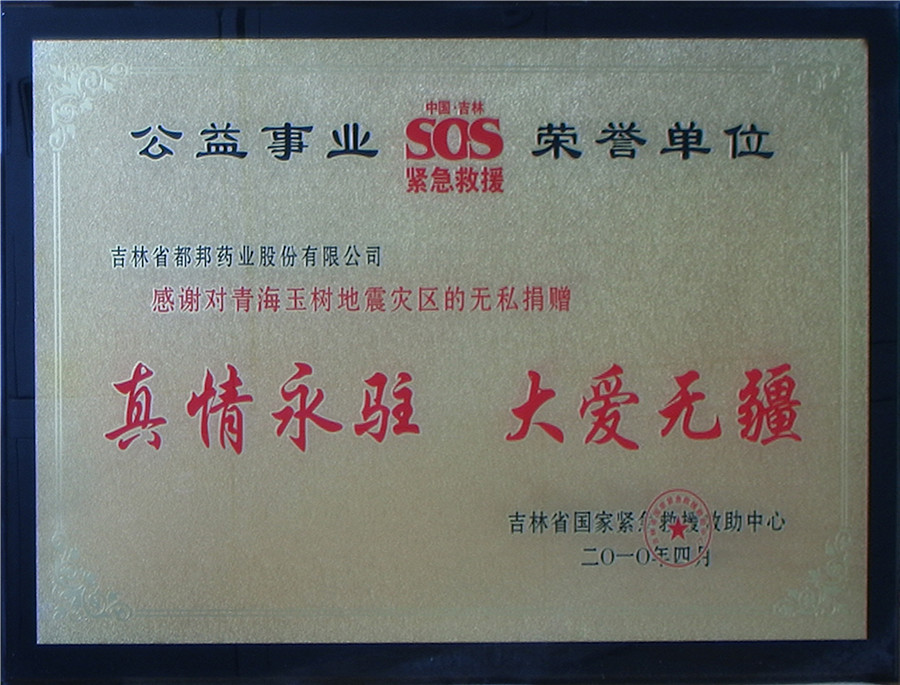 中国·吉林
公益事业 SOS 荣誉单位
紧急救援
吉林省都邦药业股份有限公司
感谢对青海玉树地震灾区的无私捐赠
真情永驻 大爱无疆
吉林省国家紧急救援救助中心
二〇一〇年四月